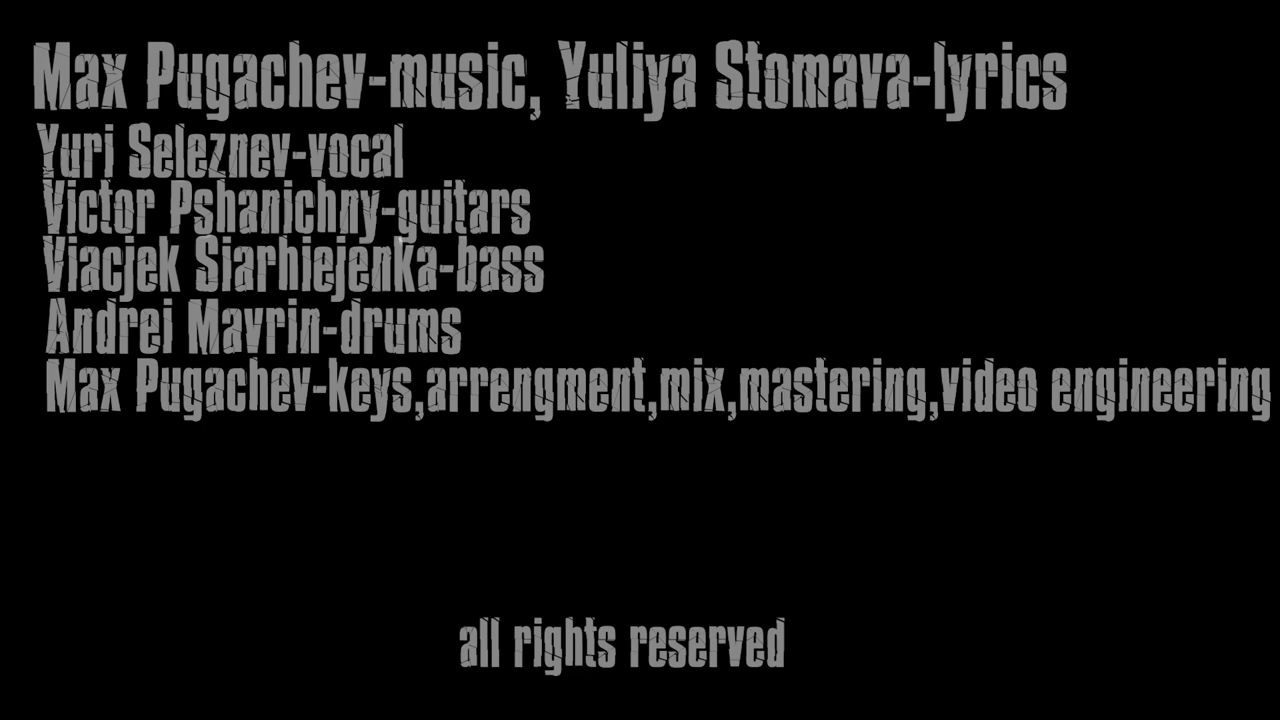 Max Pugachev-music, Yuliya Stomava-lyrics
Yuri Seleznev-vocal
Victor Pshanichny-guitars
Viacjek Siarhiejenka-bass
Andrei Mavrin-drums
Max Pugachev-keys,arrengment,mix,mastering,video engineering
all rights reserved